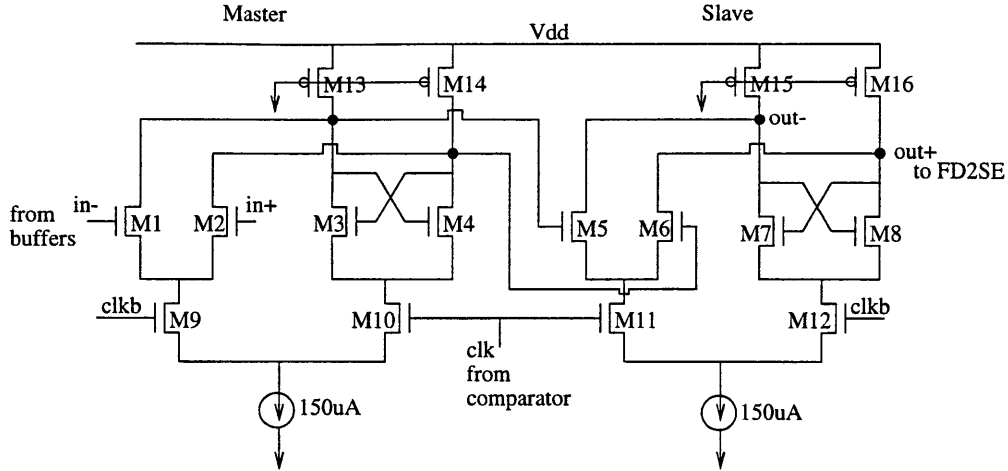 Master
Slave
Vdd
M13
M14
M15
M16
out-
out+
to FD2SE
in-
in+
from
buffers
M1
M2
M3
M4
M5
M6
M7
M8
clkb
M9
M10
M11
M12
clkb
clk
from
comparator
150uA
150uA